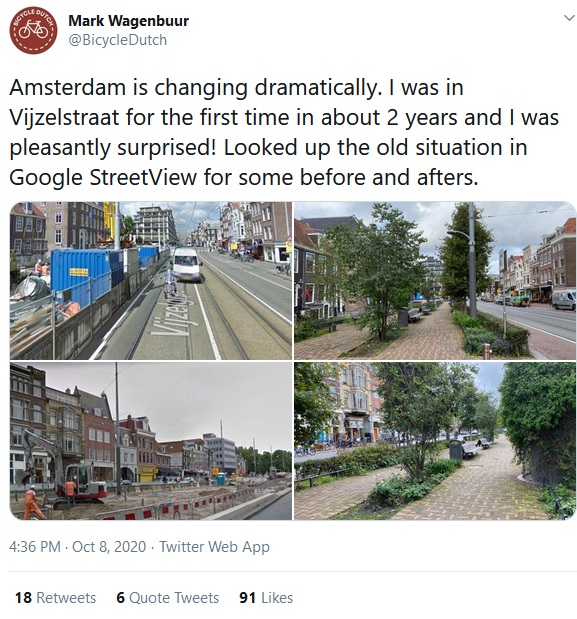 BICYCLE DUTCH
Mark Wagenbuur
@BicycleDutch
Amsterdam is changing dramatically. I was in
Vijzelstraat for the first time in about 2 years and I was
pleasantly surprised! Looked up the old situation in
Google StreetView for some before and afters.
4:36 PM · Oct 8, 2020 · Twitter Web App
18 Retweets 6 Quote Tweets 91 Likes